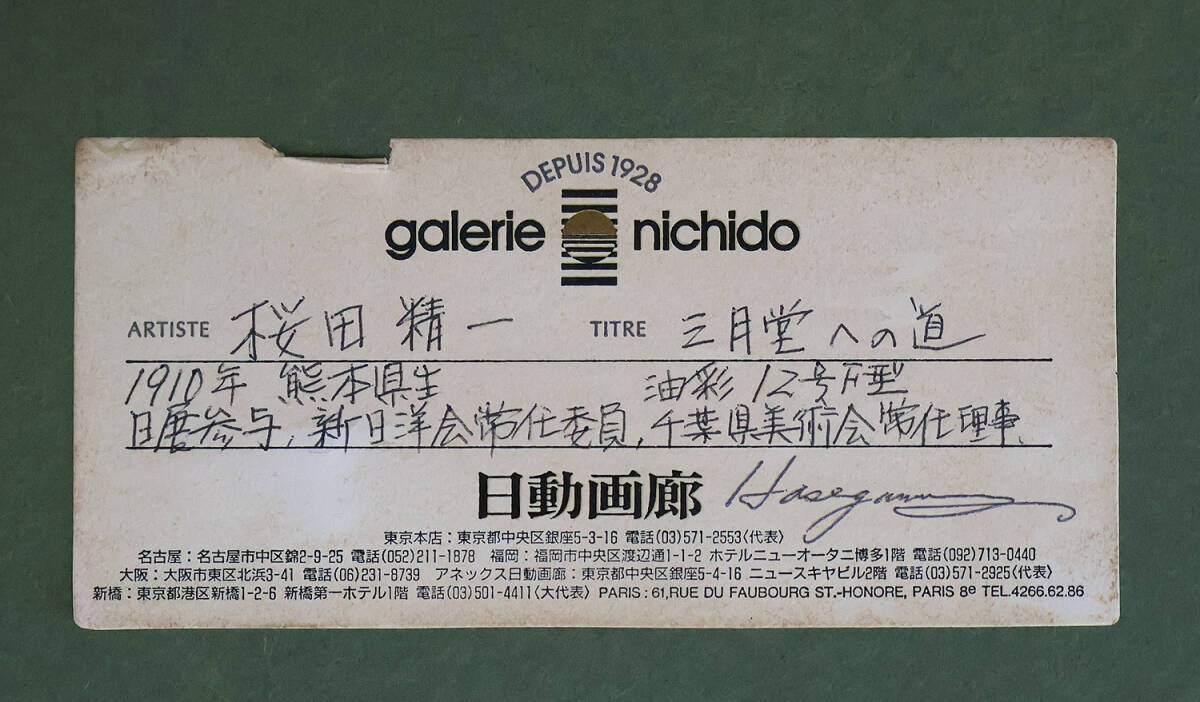 DEPUIS 1928
galerie nichido
ARTISTE 桜田精一 TITRE 三月堂への道
1910年 熊本県生 油彩 12号F型
日展参与, 新日洋会常任委員, 千葉県美術会常任理事.
日動画廊 Hasegawa
東京本店:東京都中央区銀座5-3-16 電話(03)571-2553〈代表〉
名古屋:名古屋市中区錦2-9-25 電話(052)211-1878 福岡:福岡市中央区渡辺通1-1-2 ホテルニューオータニ博多1階 電話(092)713-0440
大阪:大阪市東区北浜3-41 電話(06)231-8739 アネックス日動画廊:東京都中央区銀座5-4-16 ニュースキヤビル2階 電話(03)571-2925〈代表〉
新橋:東京都港区新橋1-2-6 新橋第一ホテル1階 電話(03)501-4411〈大代表〉 PARIS : 61,RUE DU FAUBOURG ST.-HONORE, PARIS 8e TEL.4266.62.86